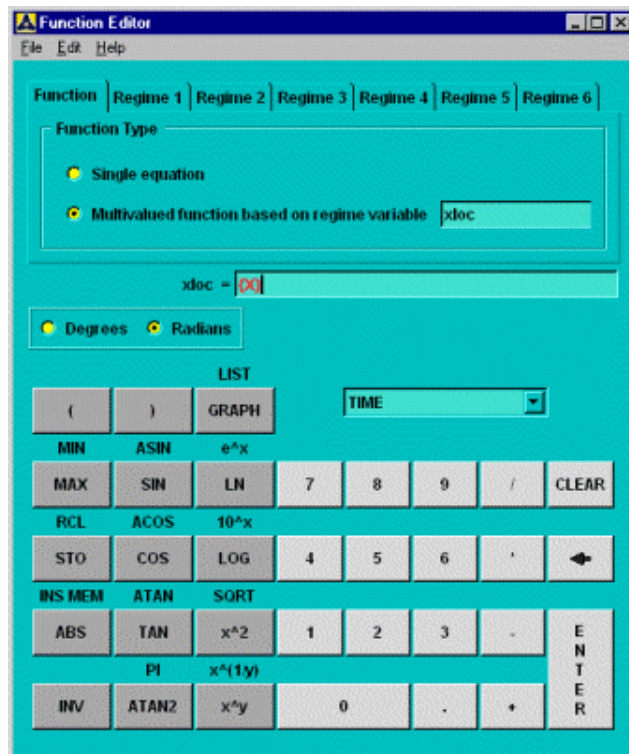 Function Editor
File Edit Help
Function Regime 1 Regime 2 Regime 3 Regime 4 Regime 5 Regime 6
Function Type
Single equation
Multivalued function based on regime variable xloc
xloc = {X}
Degrees Radians
LIST
( ) GRAPH TIME
MIN ASIN e^x
MAX SIN LN 7 8 9 / CLEAR
RCL ACOS 10^x
STO COS LOG 4 5 6 '
INS MEM ATAN SQRT
ABS TAN x^2 1 2 3 - ENTER
PI x^(1/y)
INV ATAN2 x^y 0 . +